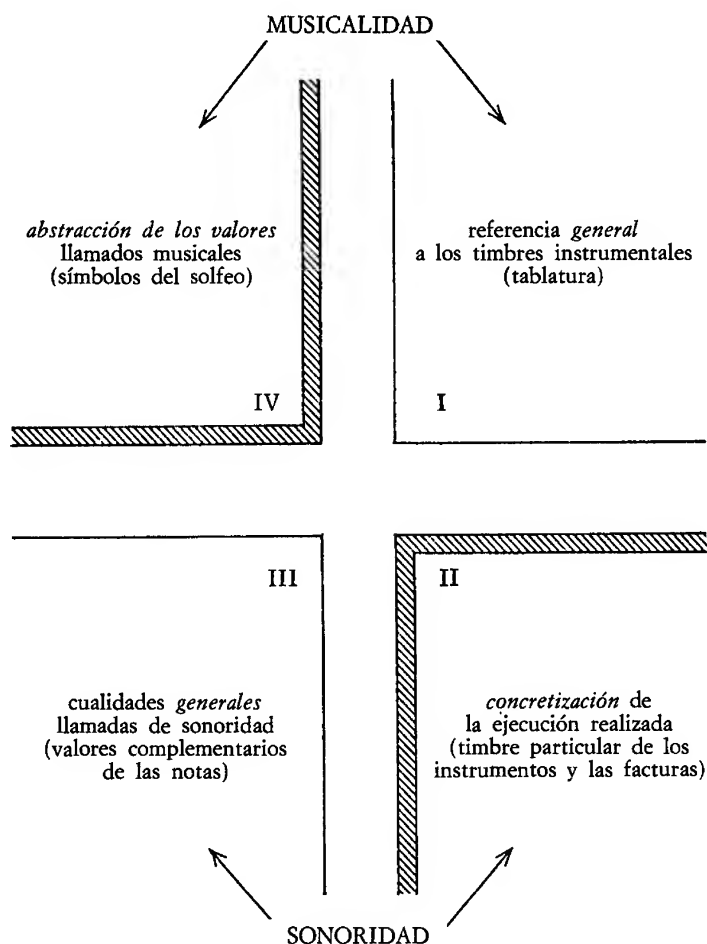 MUSICALIDAD
abstracción de los valores
llamados musicales
(símbolos del solfeo)
IV
referencia general
a los timbres instrumentales
(tablatura)
I
III
cualidades generales
llamadas de sonoridad
(valores complementarios
de las notas)
II
concretización de
la ejecución realizada
(timbre particular de los
instrumentos y las facturas)
SONORIDAD